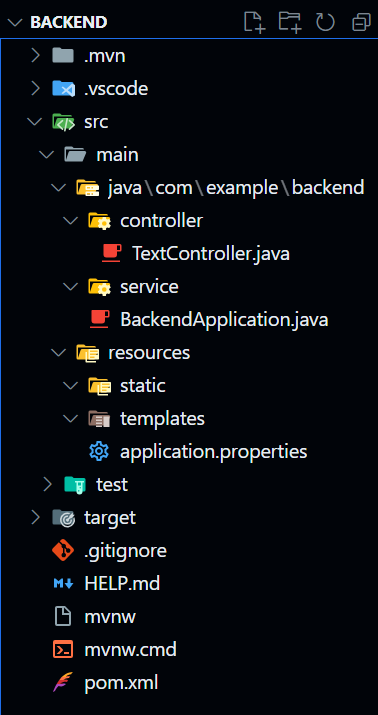 BACKEND
.mvn
.vscode
src
main
java\com\example\backend
controller
TextController.java
service
BackendApplication.java
resources
static
templates
application.properties
test
target
.gitignore
HELP.md
mvnw
mvnw.cmd
pom.xml